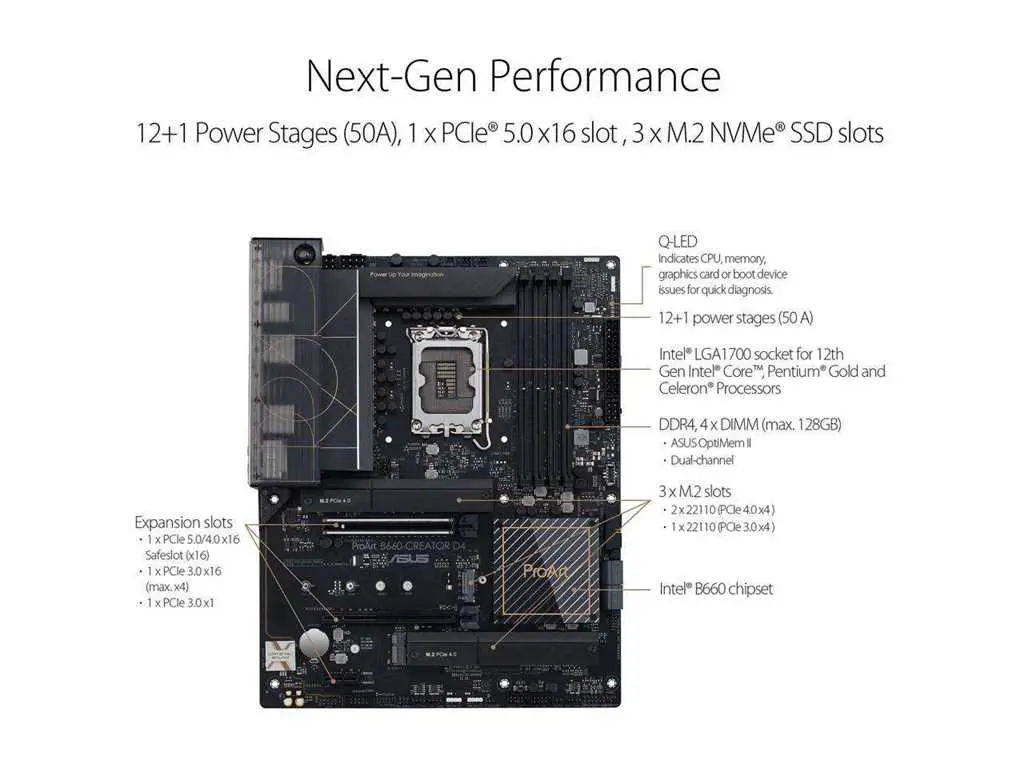 Next-Gen Performance
12+1 Power Stages (50A), 1 x PCIe® 5.0 x16 slot , 3 x M.2 NVMe® SSD slots
Q-LED
Indicates CPU, memory,
graphics card or boot device
issues for quick diagnosis.
12+1 power stages (50 A)
Intel® LGA1700 socket for 12th
Gen Intel® Core™, Pentium® Gold and
Celeron® Processors
DDR4, 4 x DIMM (max. 128GB)
• ASUS OptiMem II
• Dual-channel
3 x M.2 slots
• 2 x 22110 (PCIe 4.0 x4 )
• 1 x 22110 (PCIe 3.0 x4 )
Intel® B660 chipset
Expansion slots
• 1 x PCIe 5.0/4.0 x16
Safeslot (x16)
• 1 x PCIe 3.0 x16
(max. x4)
• 1 x PCIe 3.0 x1
Power Up Your Imagination
M.2 PCIe 4.0
ProArt B660-CREATOR D4
ASUS
ProArt
M.2 PCIe 4.0